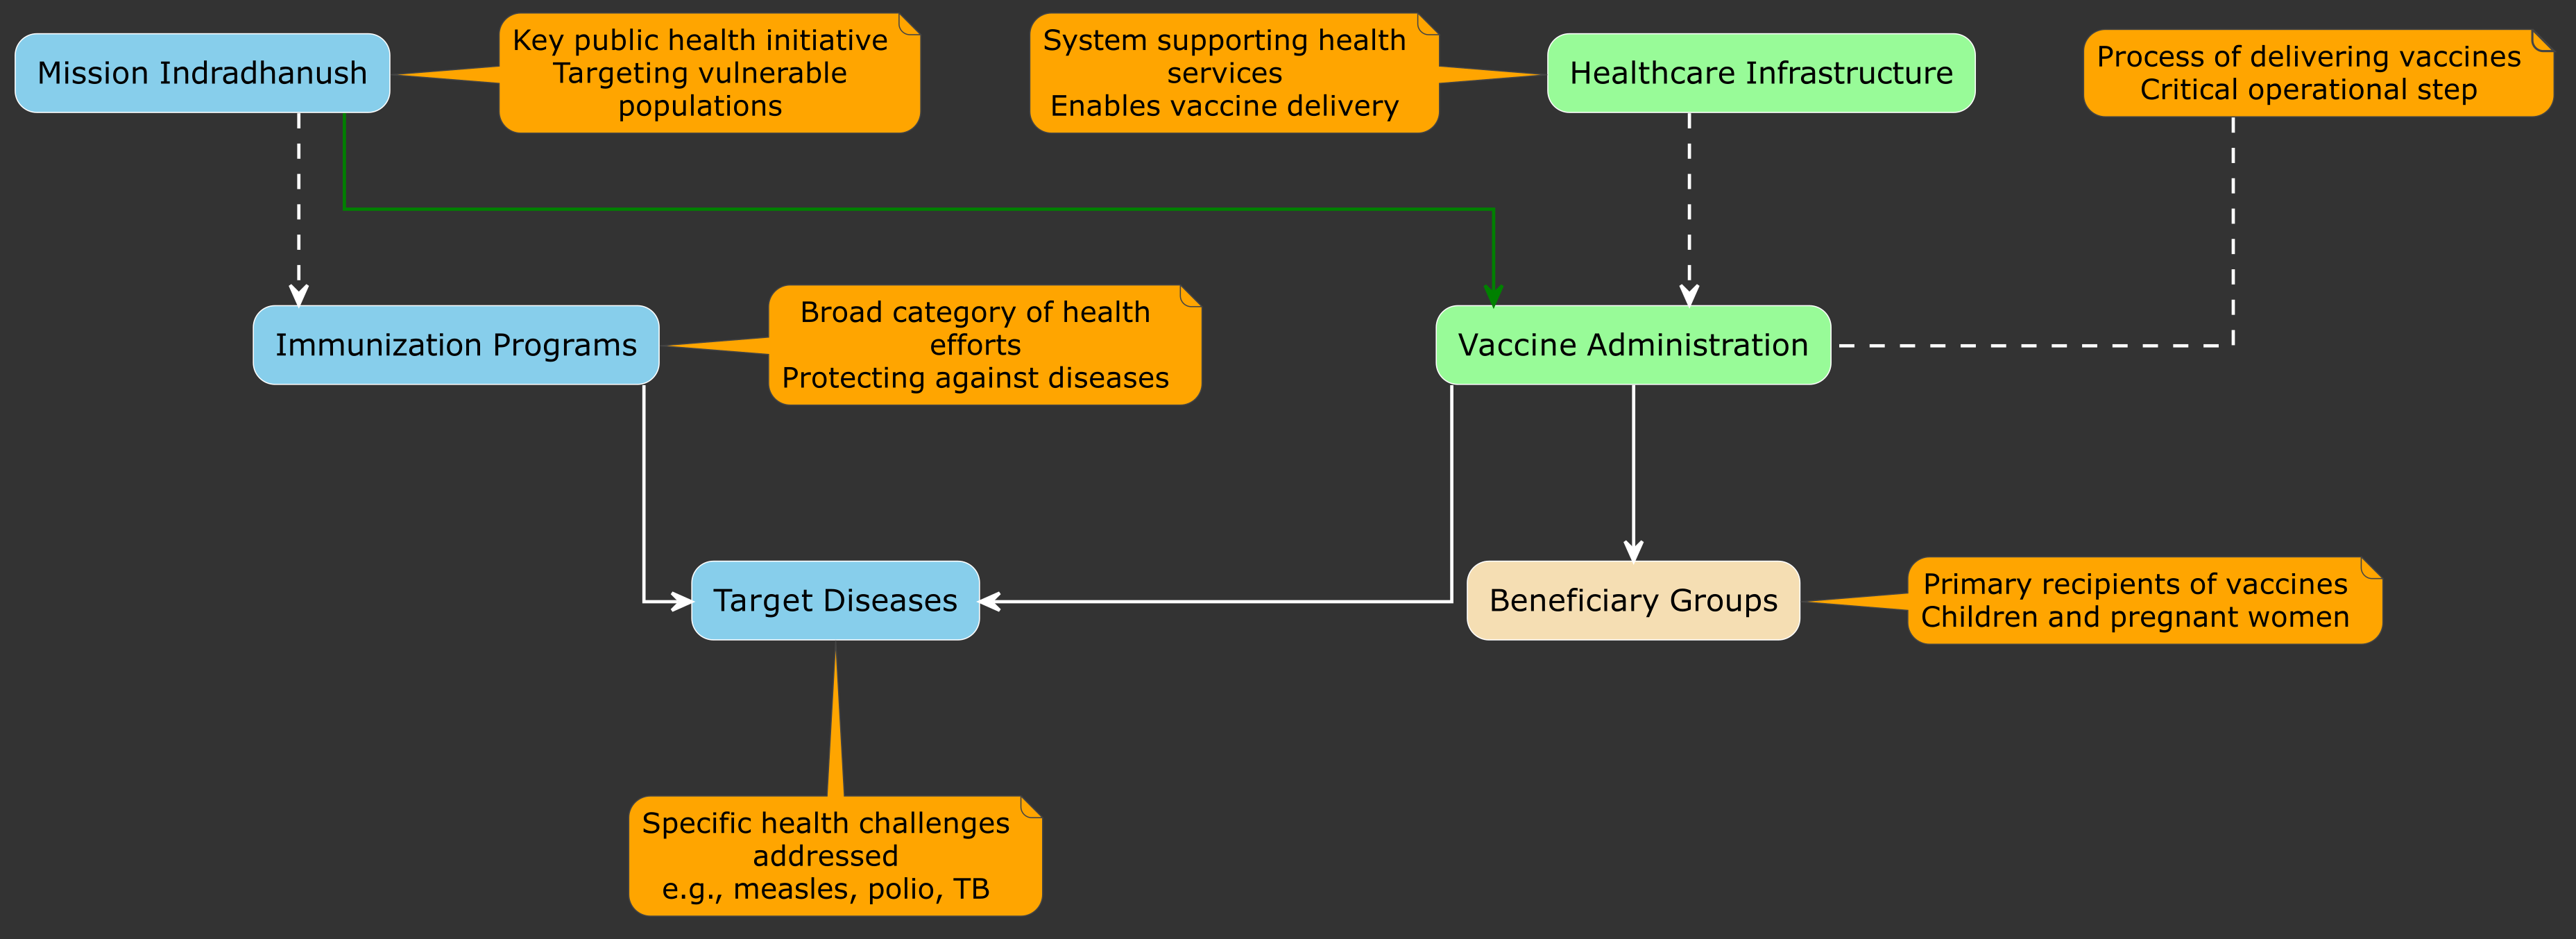 Mission Indradhanush
Key public health initiative
Targeting vulnerable
populations
System supporting health
services
Enables vaccine delivery
Healthcare Infrastructure
Process of delivering vaccines
Critical operational step
Immunization Programs
Broad category of health
efforts
Protecting against diseases
Vaccine Administration
Target Diseases
Beneficiary Groups
Primary recipients of vaccines
Children and pregnant women
Specific health challenges
addressed
e.g., measles, polio, TB